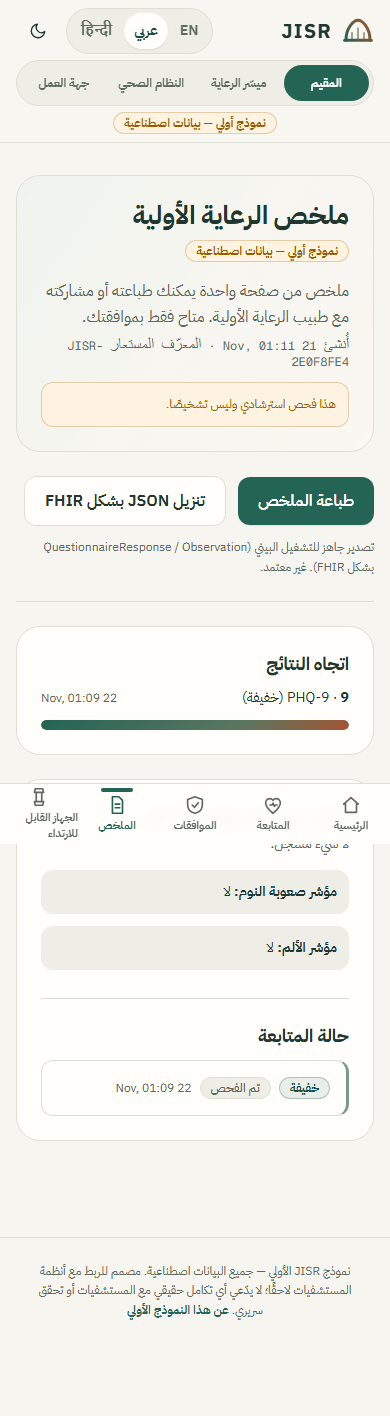 JISR
EN
عربي
हिन्दी
المقيم
ميسّر الرعاية
النظام الصحي
جهة العمل
نموذج أولي — بيانات اصطناعية
ملخص الرعاية الأولية
نموذج أولي — بيانات اصطناعية
ملخص من صفحة واحدة يمكنك طباعته أو مشاركته
مع طبيب الرعاية الأولية. متاح فقط بموافقتك.
أُنشئ 21 Nov, 01:11 · المعرّف المستعار JISR-
2E0F8FE4
هذا فحص استرشادي وليس تشخيصًا.
طباعة الملخص
تنزيل JSON بشكل FHIR
تصدير جاهز للتشغيل البيني (QuestionnaireResponse / Observation
بشكل FHIR). غير معتمد.
اتجاه النتائج
PHQ-9 · 9 (خفيفة)
22 Nov, 01:09
الرئيسية
المتابعة
الموافقات
الملخص
الجهاز القابل
للارتداء
لا شيء مسجّل.
مؤشر صعوبة النوم: لا
مؤشر الألم: لا
حالة المتابعة
خفيفة
تم الفحص
22 Nov, 01:09
نموذج JISR الأولي — جميع البيانات اصطناعية. مصمم للربط مع أنظمة
المستشفيات لاحقًا؛ لا يدّعي أي تكامل حقيقي مع المستشفيات أو تحقق
سريري. عن هذا النموذج الأولي